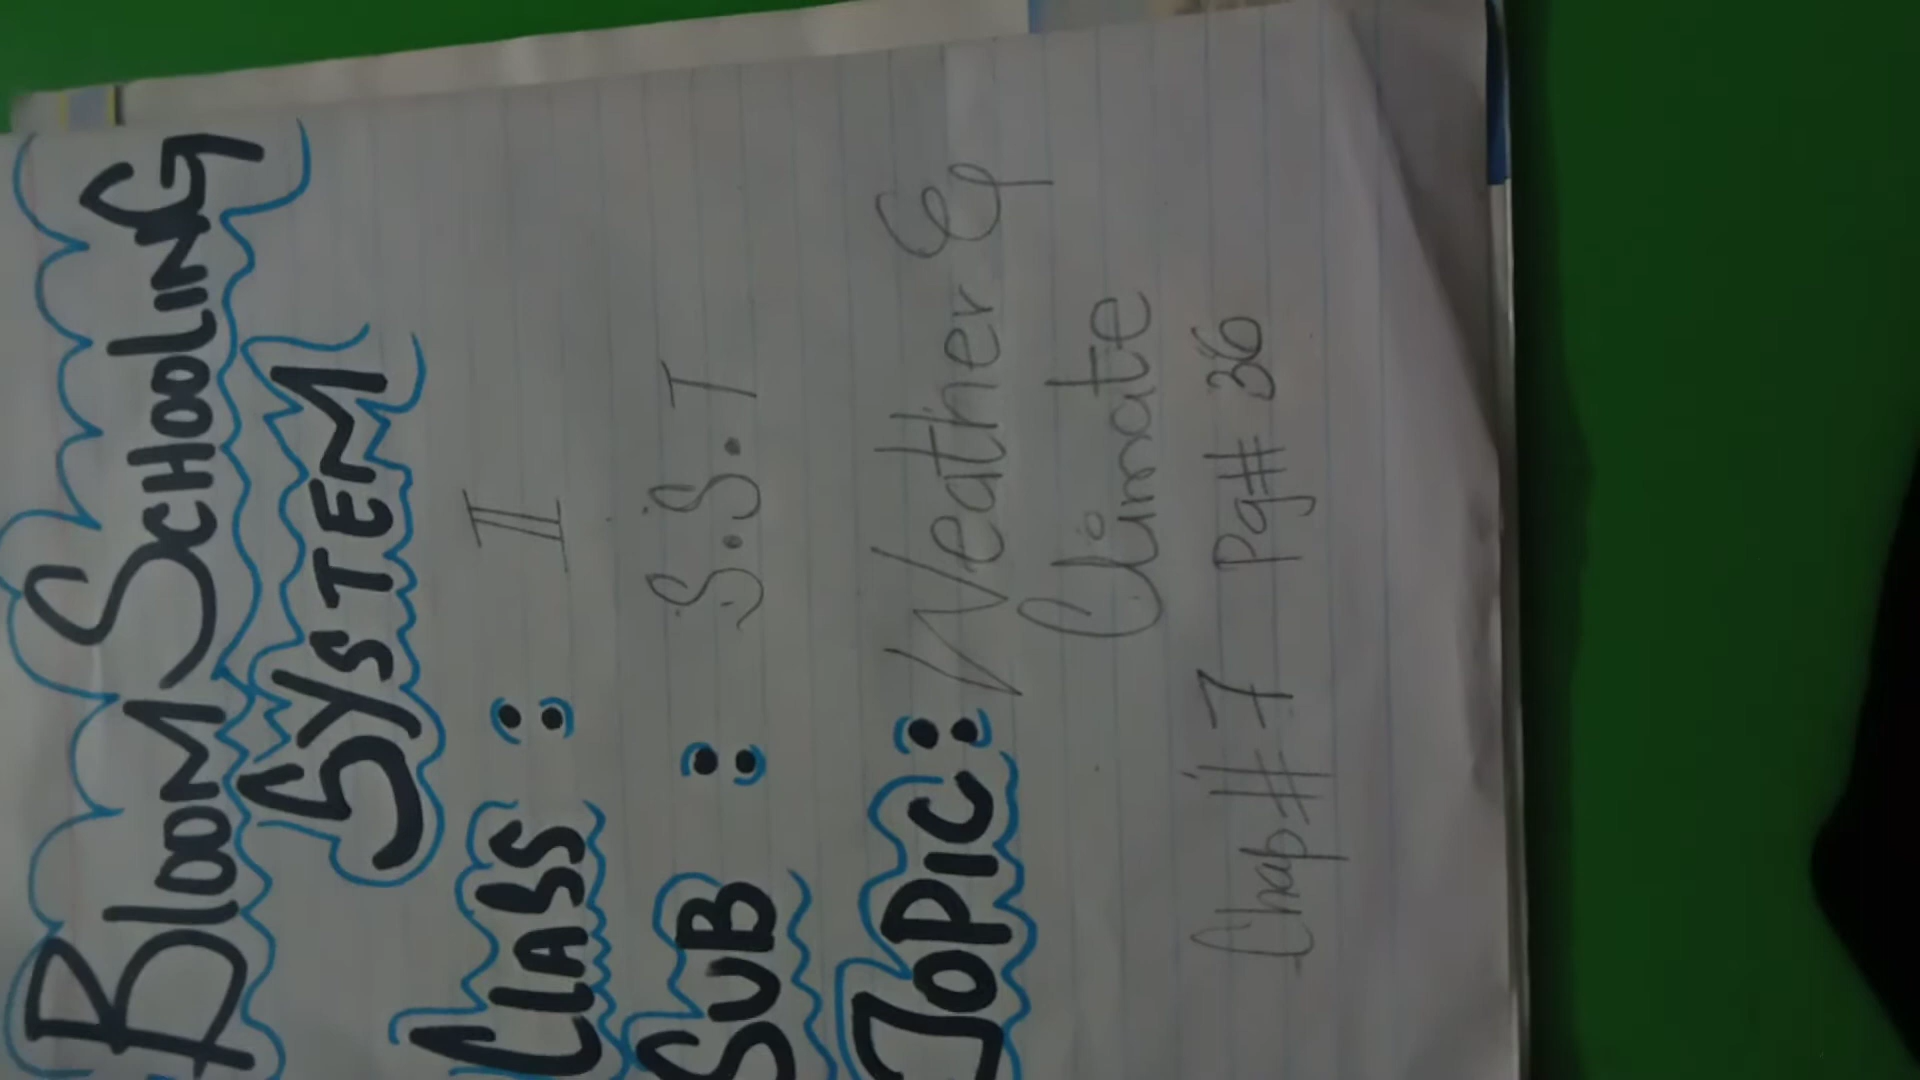 Bloom Schooling
System
Class : II
Sub : S.S.T
Topic : Weather &
Climate
Chap# 7 Pg# 36